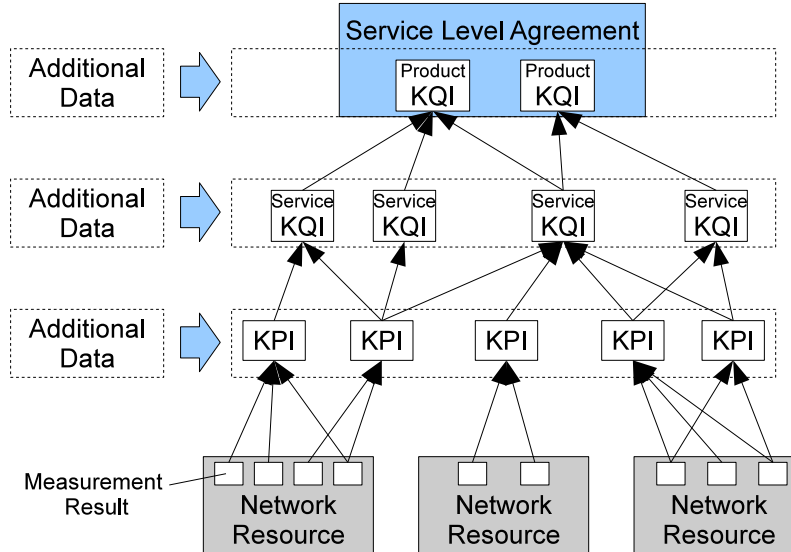 Service Level Agreement
Additional
Data
Product
KQI
Product
KQI
Additional
Data
Service
KQI
Service
KQI
Service
KQI
Service
KQI
Additional
Data
KPI
KPI
KPI
KPI
KPI
Measurement
Result
Network
Resource
Network
Resource
Network
Resource